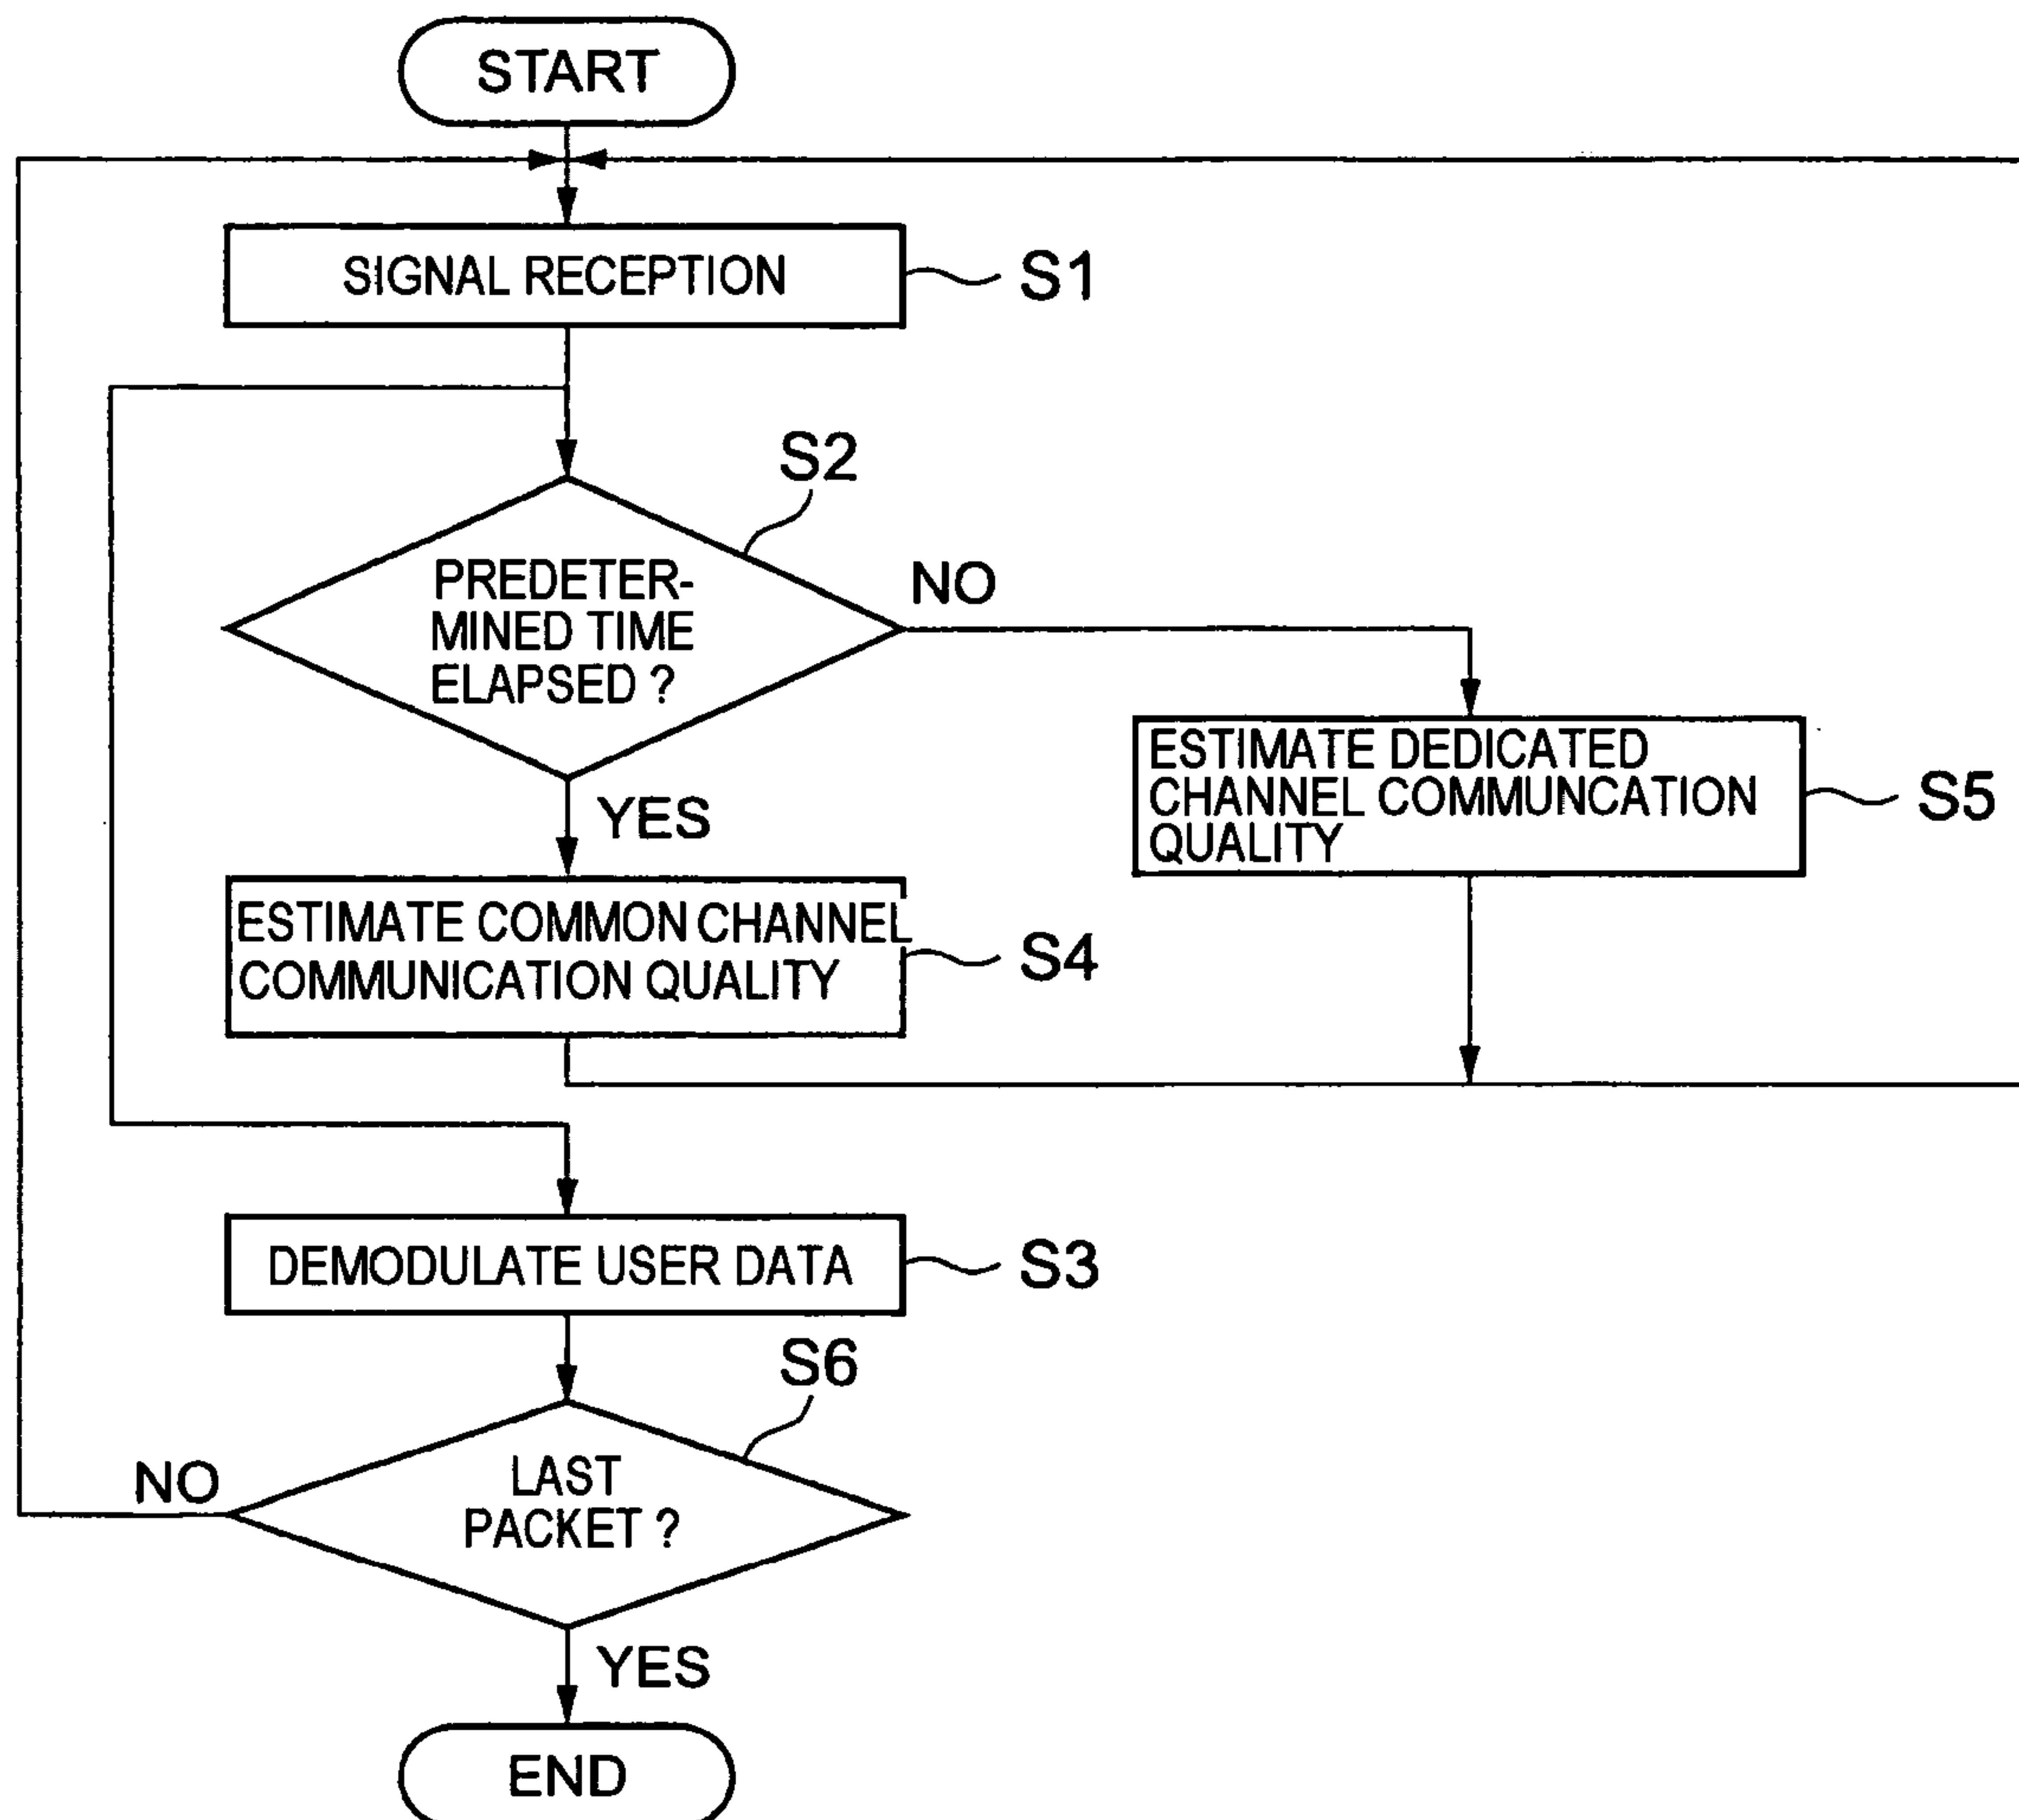 START
SIGNAL RECEPTION
S1
S2
PREDETER-
MINED TIME
ELAPSED ?
NO
YES
ESTIMATE DEDICATED
CHANNEL COMMUNCATION
QUALITY
S5
ESTIMATE COMMON CHANNEL
COMMUNICATION QUALITY
S4
DEMODULATE USER DATA
S3
S6
LAST
PACKET ?
NO
YES
END